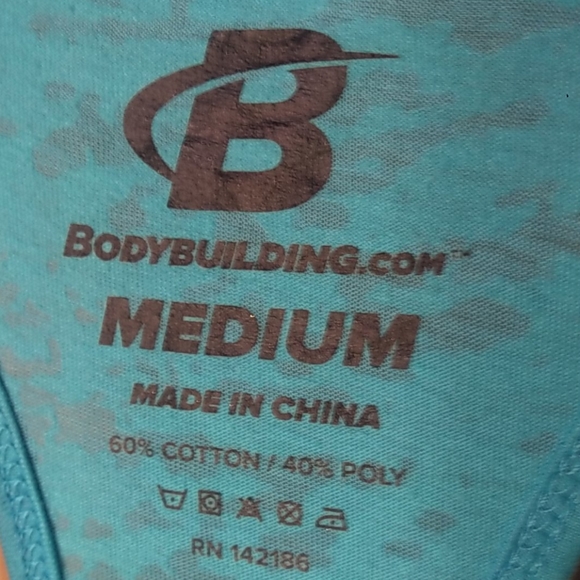 B
BODYBUILDING.COM™
MEDIUM
MADE IN CHINA
60% COTTON / 40% POLY
RN 142186